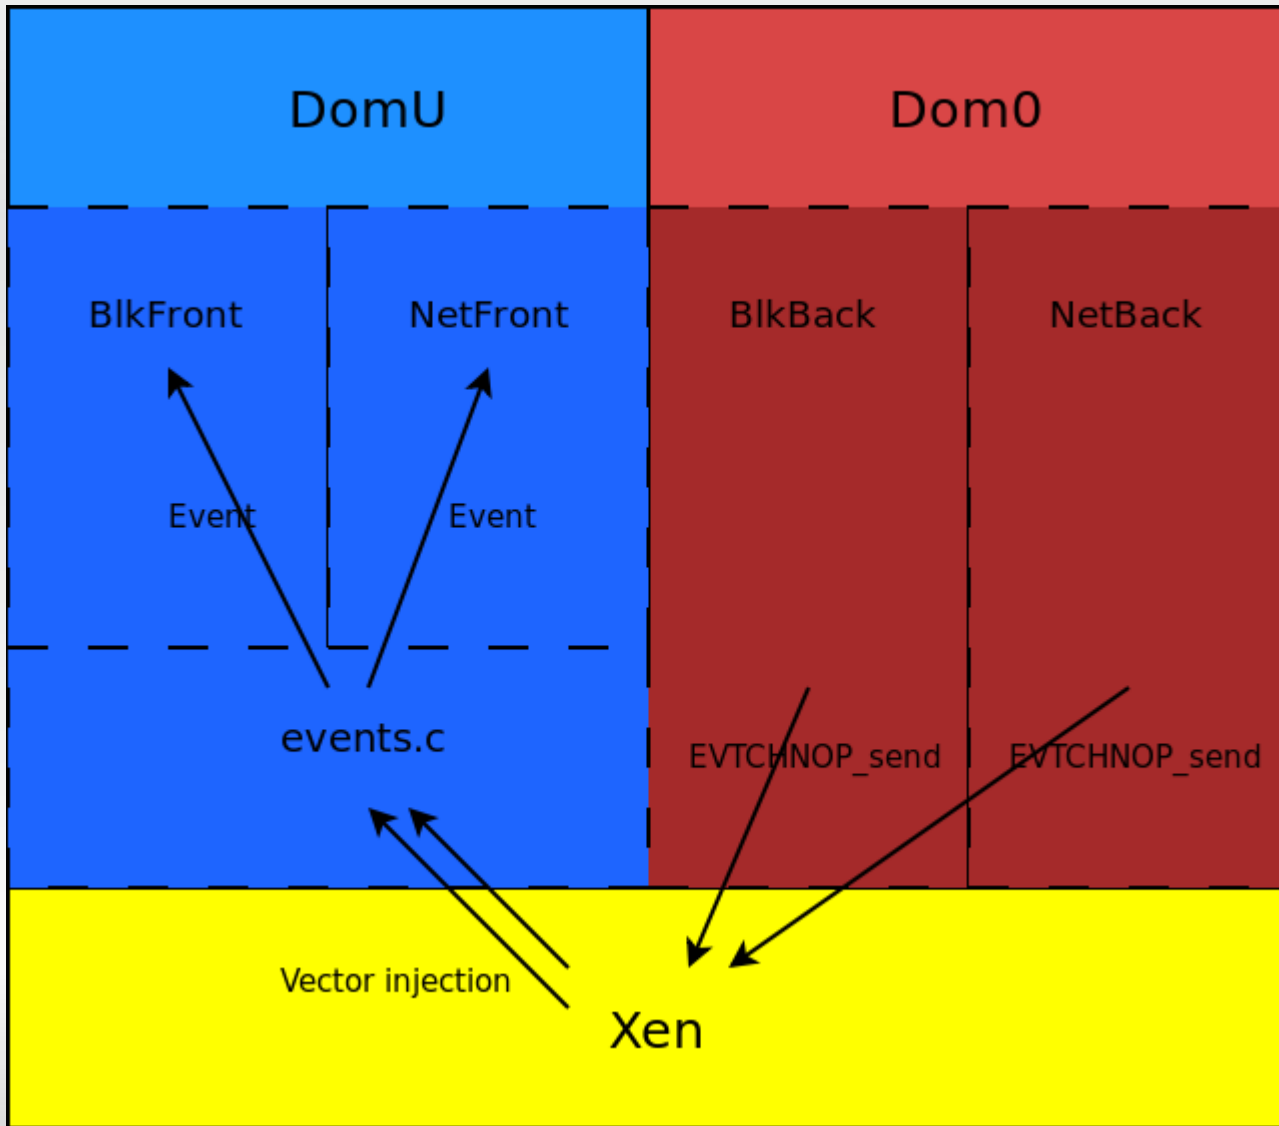 DomU
Dom0
BlkFront
NetFront
BlkBack
NetBack
Event
Event
events.c
EVTCHNOP_send
EVTCHNOP_send
Vector injection
Xen